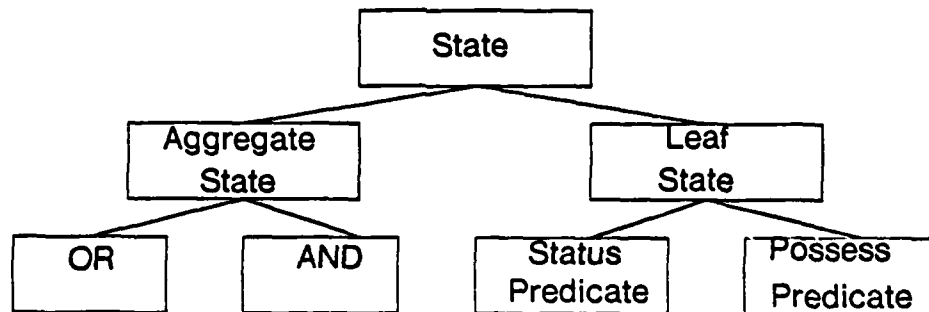 State
Aggregate
State
Leaf
State
OR
AND
Status
Predicate
Possess
Predicate